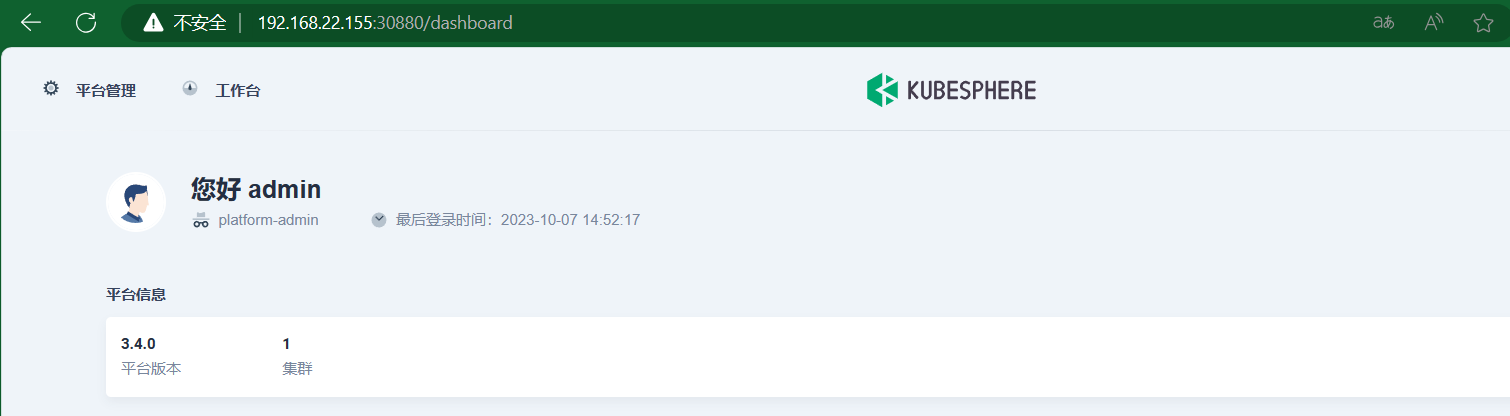 不安全 192.168.22.155:30880/dashboard aあ A
平台管理 工作台 KUBESPHERE
您好 admin
platform-admin 最后登录时间：2023-10-07 14:52:17
平台信息
3.4.0 1
平台版本 集群